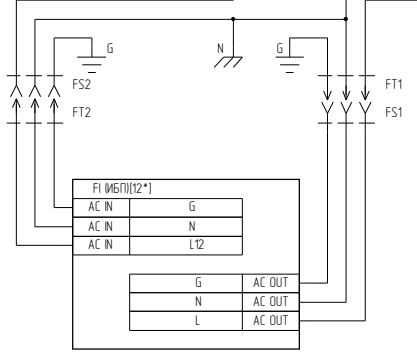 G N G
FS2 FT1
FT2 FS1
FI (ИБП)[12*]
AC IN G
AC IN N
AC IN L12
G AC OUT
N AC OUT
L AC OUT